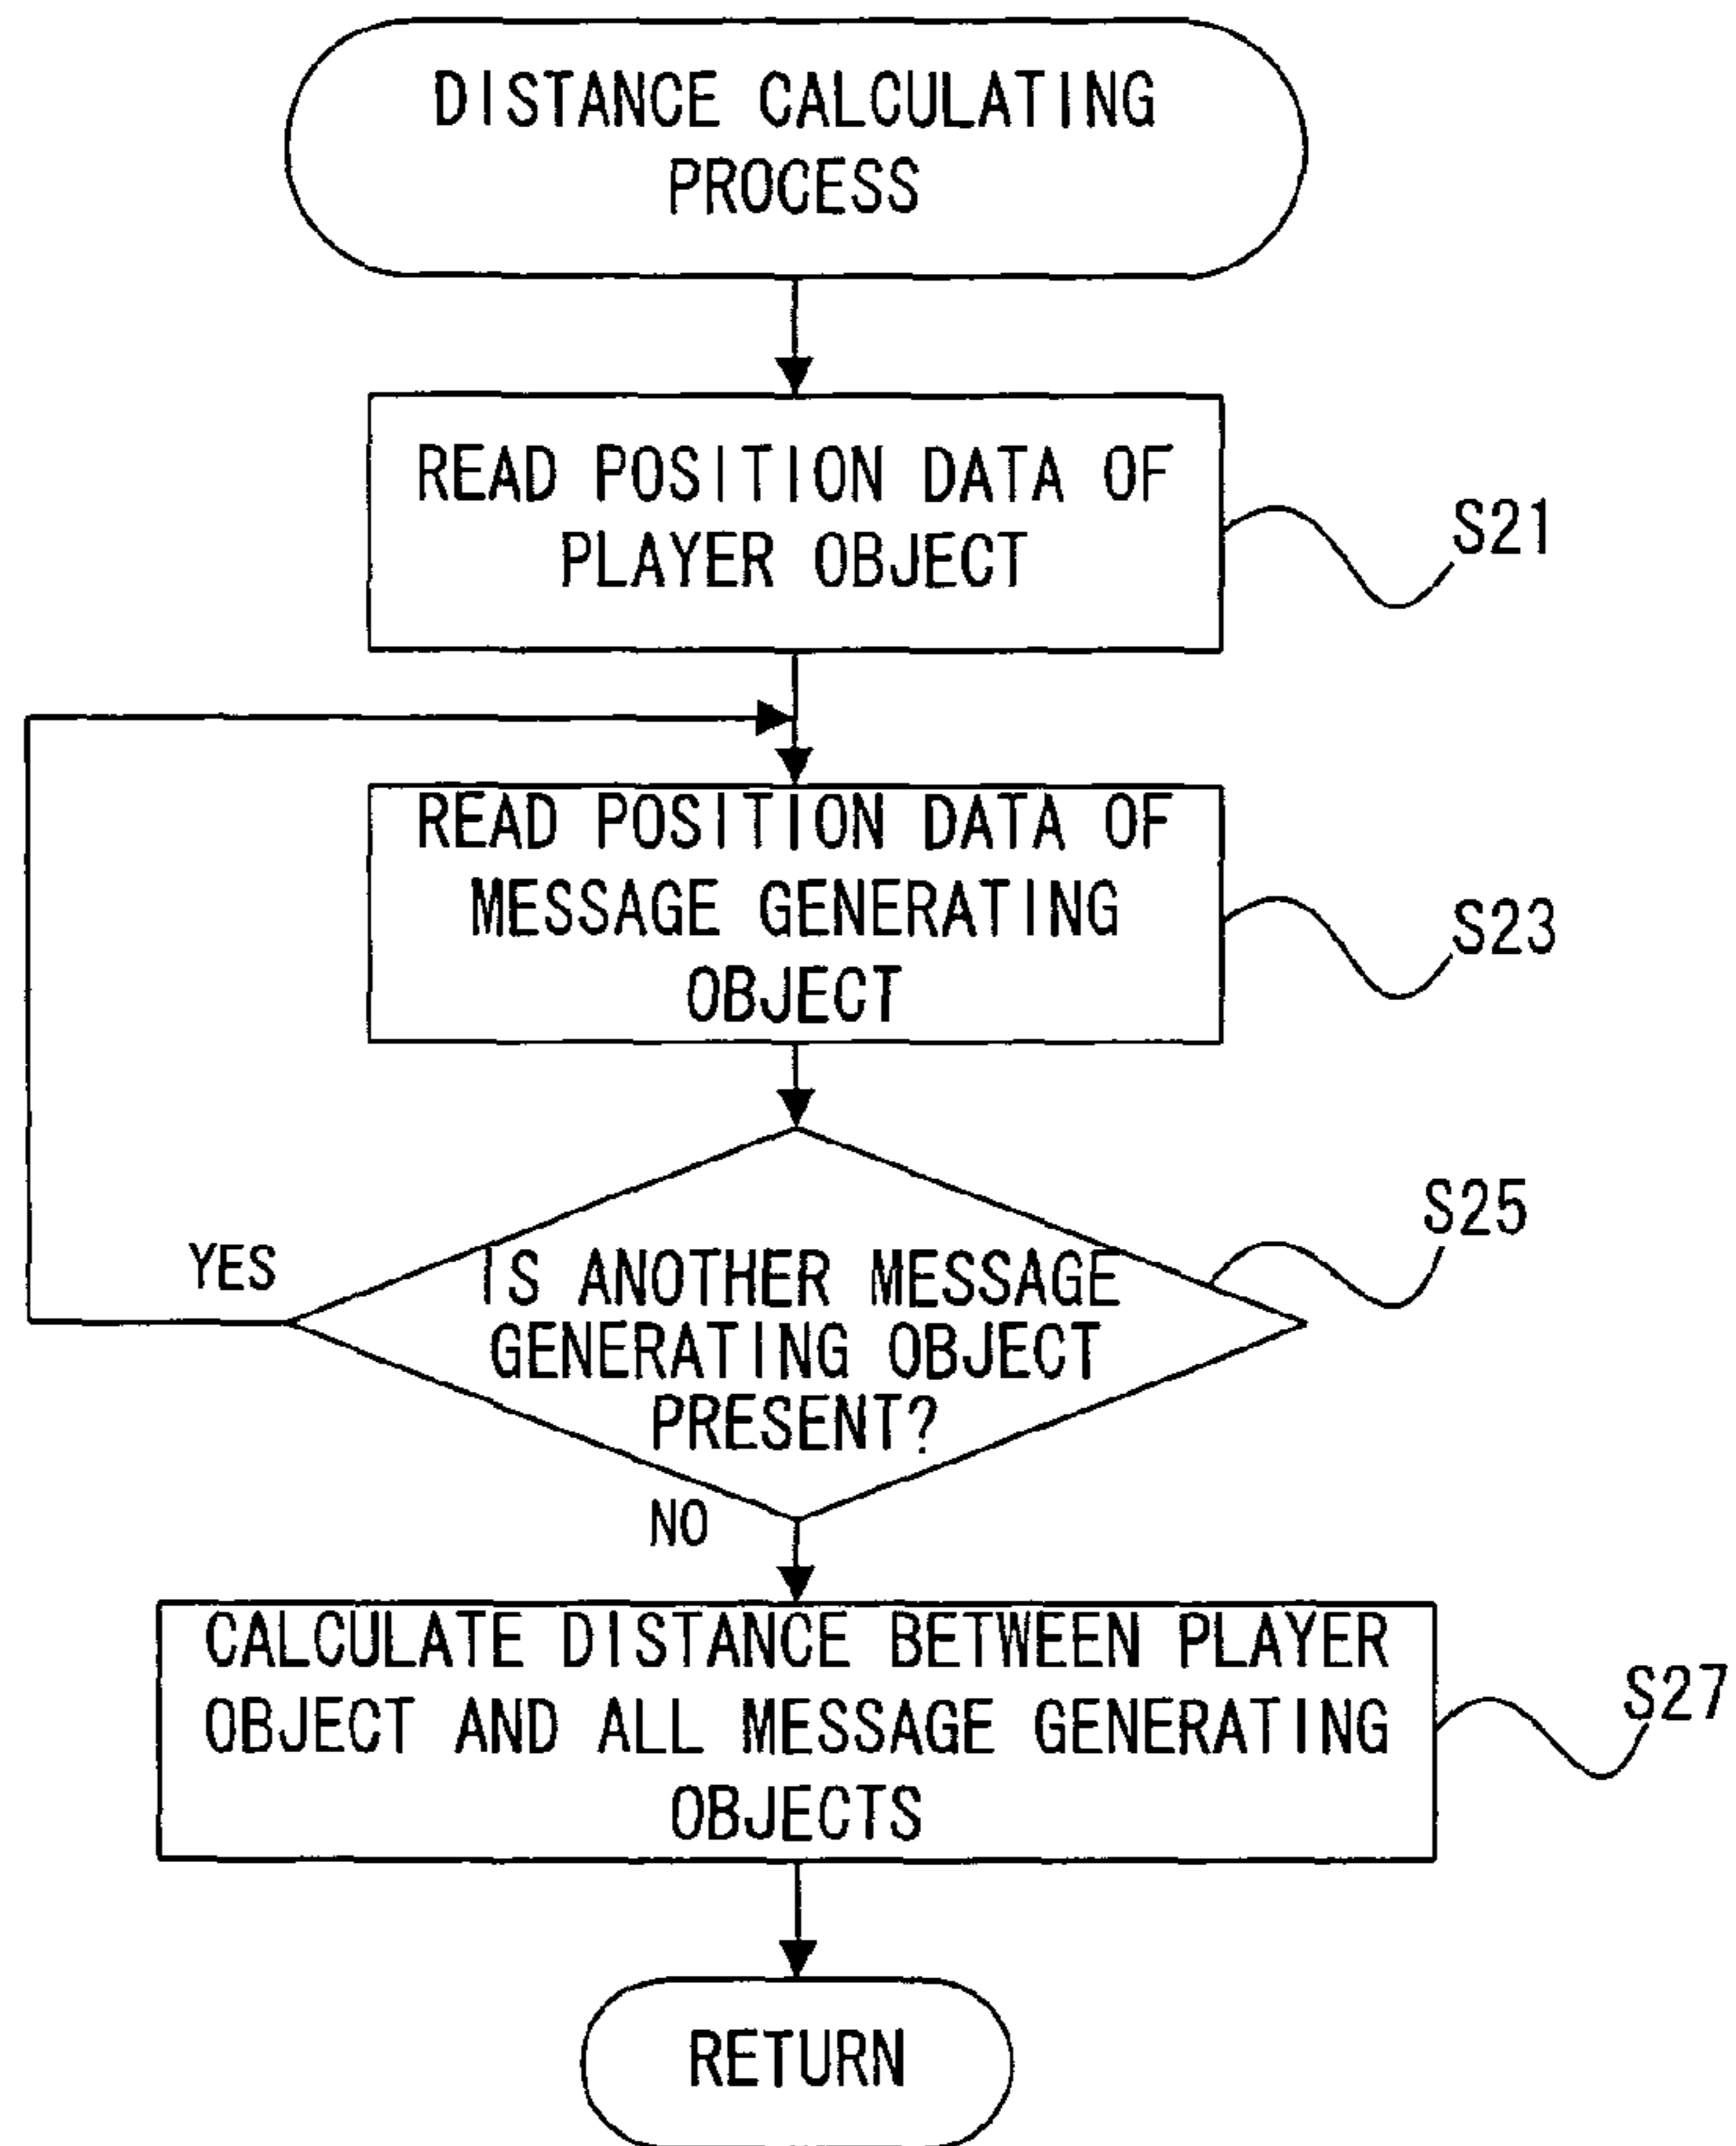 DISTANCE CALCULATING
PROCESS
READ POSITION DATA OF
PLAYER OBJECT
S21
READ POSITION DATA OF
MESSAGE GENERATING
OBJECT
S23
S25
YES
IS ANOTHER MESSAGE
GENERATING OBJECT
PRESENT?
NO
CALCULATE DISTANCE BETWEEN PLAYER
OBJECT AND ALL MESSAGE GENERATING
OBJECTS
S27
RETURN